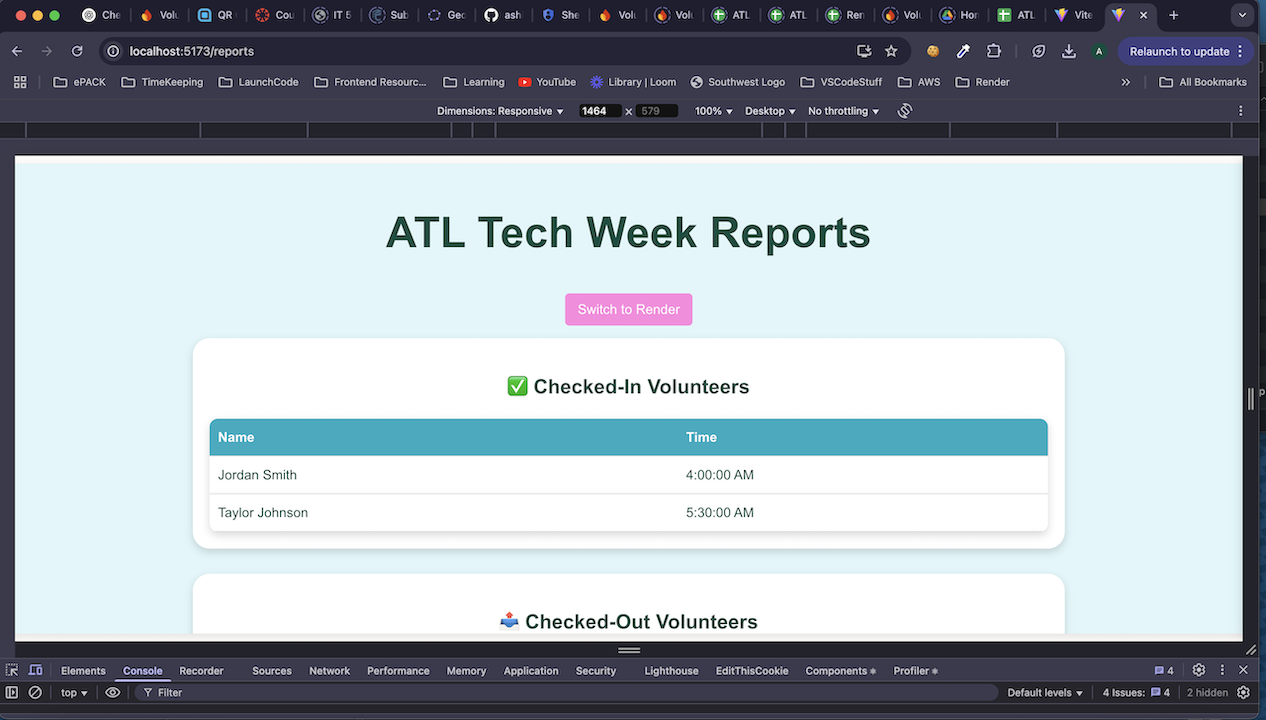 Che Volu QR Cou IT 5 Sub Geo ash She Volu Volu ATL ATL Ren Volu Hor ATL Vite
localhost:5173/reports A Relaunch to update
ePACK TimeKeeping LaunchCode Frontend Resourc... Learning YouTube Library | Loom Southwest Logo VSCodeStuff AWS Render » All Bookmarks
Dimensions: Responsive 1464 x 579 100% Desktop No throttling
ATL Tech Week Reports
Switch to Render
Checked-In Volunteers
Name Time
Jordan Smith 4:00:00 AM
Taylor Johnson 5:30:00 AM
Checked-Out Volunteers
Elements Console Recorder Sources Network Performance Memory Application Security Lighthouse EditThisCookie Components Profiler 4
top Filter Default levels 4 Issues: 4 2 hidden